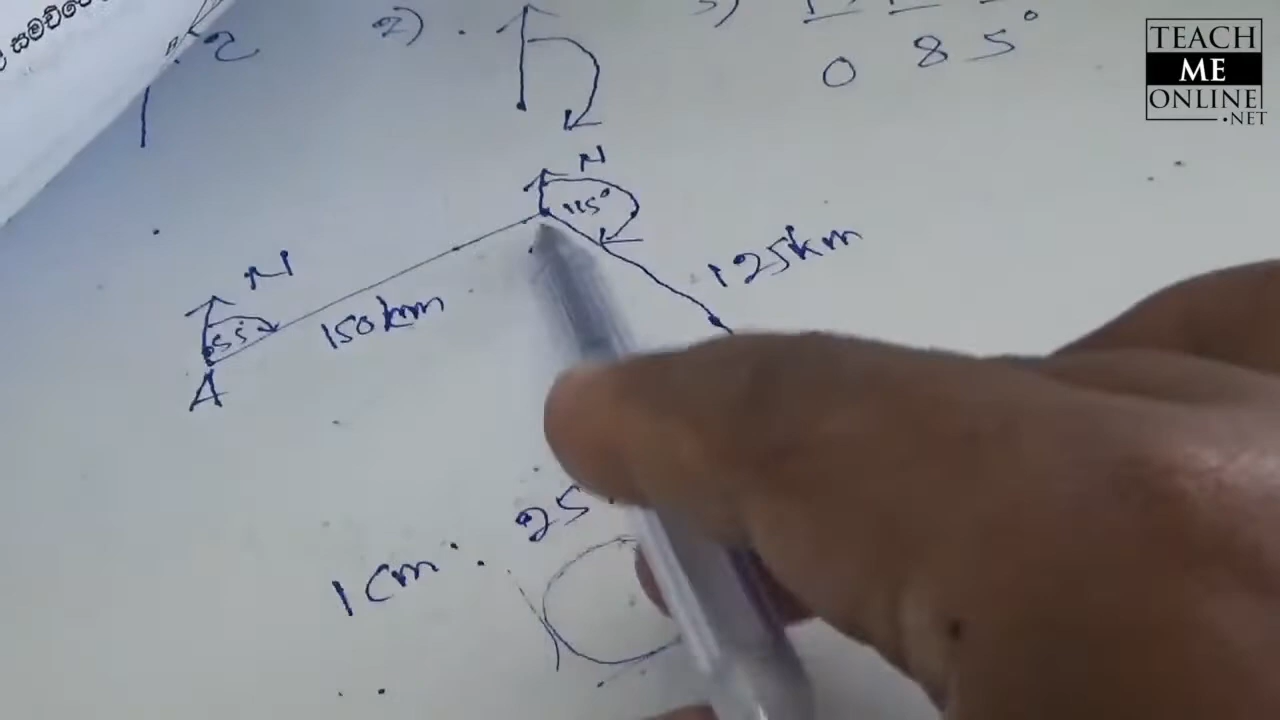 2).
0 8 5°
N
115°
N
125km
150km
55°
A
1cm : 25
TEACH
ME
ONLINE
.NET